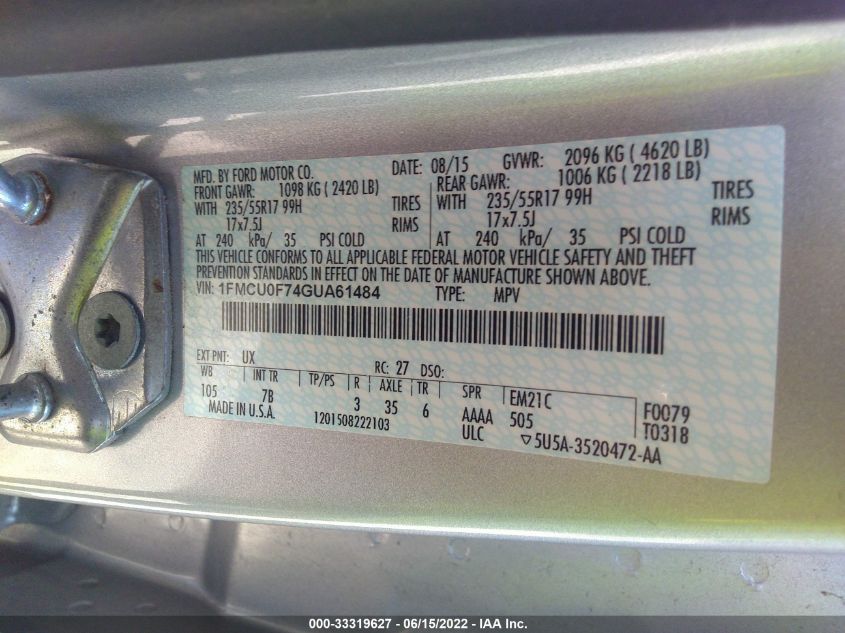 MFD. BY FORD MOTOR CO. DATE: 08/15 GVWR: 2096 KG ( 4620 LB)
FRONT GAWR: 1098 KG ( 2420 LB) REAR GAWR: 1006 KG ( 2218 LB)
WITH 235/55R17 99H TIRES WITH 235/55R17 99H TIRES
17x7.5J RIMS 17x7.5J RIMS
AT 240 kPa/ 35 PSI COLD AT 240 kPa/ 35 PSI COLD
THIS VEHICLE CONFORMS TO ALL APPLICABLE FEDERAL MOTOR VEHICLE SAFETY AND THEFT
PREVENTION STANDARDS IN EFFECT ON THE DATE OF MANUFACTURE SHOWN ABOVE.
VIN: 1FMCU0F74GUA61484 TYPE: MPV
EXT PNT: UX RC: 27 DSO:
WB INT TR TP/PS R AXLE TR SPR EM21C F0079
105 7B 3 35 6 AAAA 505 T0318
MADE IN U.S.A. 1201508222103 ULC ▽5U5A-3520472-AA
000-33319627 - 06/15/2022 - IAA Inc.